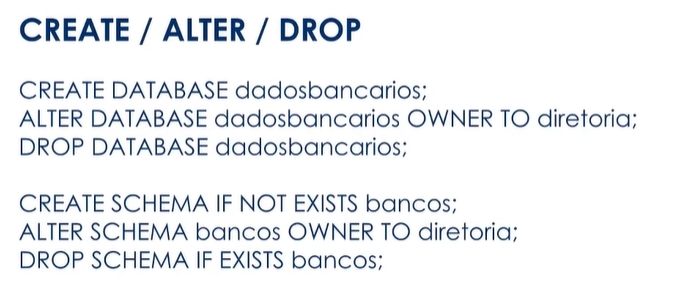 CREATE / ALTER / DROP
CREATE DATABASE dadosbancarios;
ALTER DATABASE dadosbancarios OWNER TO diretoria;
DROP DATABASE dadosbancarios;
CREATE SCHEMA IF NOT EXISTS bancos;
ALTER SCHEMA bancos OWNER TO diretoria;
DROP SCHEMA IF EXISTS bancos;